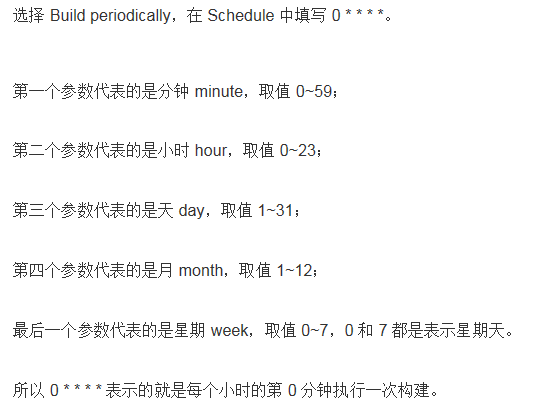 选择 Build periodically，在 Schedule 中填写 0 * * * *。
第一个参数代表的是分钟 minute，取值 0~59；
第二个参数代表的是小时 hour，取值 0~23；
第三个参数代表的是天 day，取值 1~31；
第四个参数代表的是月 month，取值 1~12；
最后一个参数代表的是星期 week，取值 0~7，0 和 7 都是表示星期天。
所以 0 * * * * 表示的就是每个小时的第 0 分钟执行一次构建。